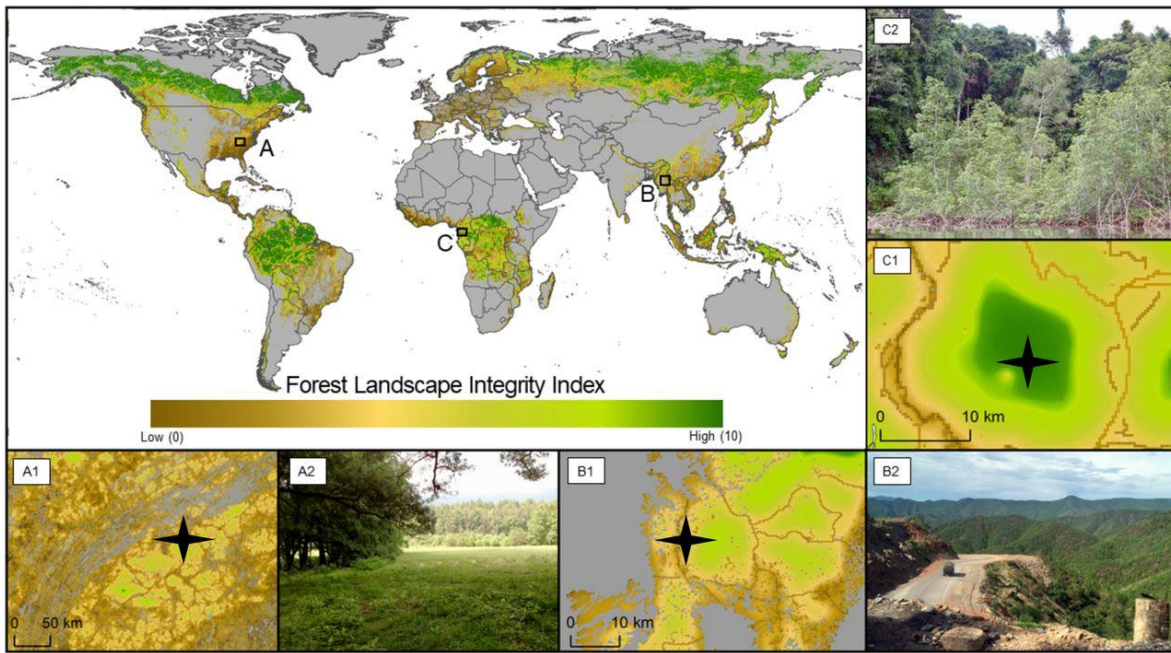 C2
A
B
C
C1
Forest Landscape Integrity Index
Low (0)
High (10)
0 10 km
A1
A2
B1
B2
0 50 km
0 10 km